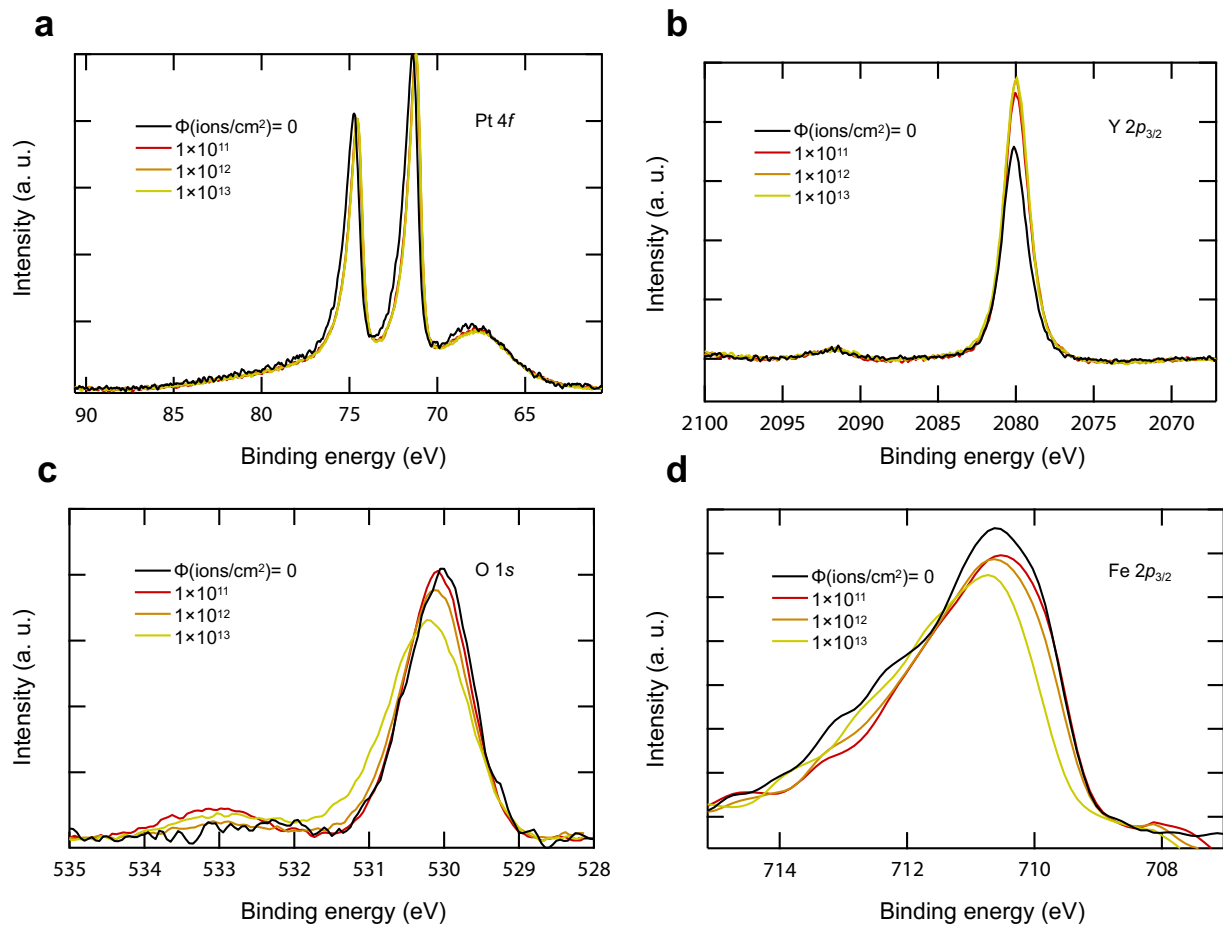 a
Pt 4f
Φ(ions/cm²)= 0
1×10¹¹
1×10¹²
1×10¹³
Intensity (a. u.)
90 85 80 75 70 65
Binding energy (eV)
b
Y 2p₃/₂
Φ(ions/cm²)= 0
1×10¹¹
1×10¹²
1×10¹³
Intensity (a. u.)
2100 2095 2090 2085 2080 2075 2070
Binding energy (eV)
c
O 1s
Φ(ions/cm²)= 0
1×10¹¹
1×10¹²
1×10¹³
Intensity (a. u.)
535 534 533 532 531 530 529 528
Binding energy (eV)
d
Fe 2p₃/₂
Φ(ions/cm²)= 0
1×10¹¹
1×10¹²
1×10¹³
Intensity (a. u.)
714 712 710 708
Binding energy (eV)